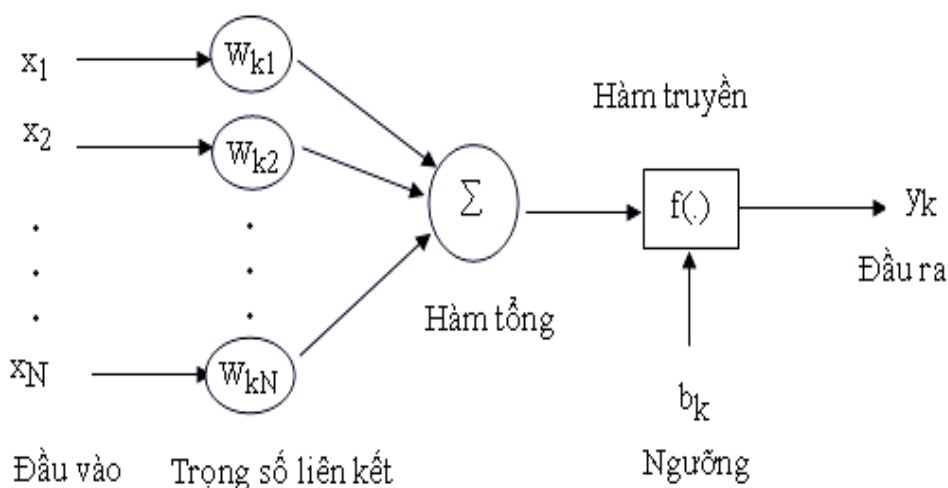 x1
Wk1
Hàm truyền
x2
Wk2
Σ
f(.)
yk
Đầu ra
Hàm tổng
xN
WkN
bk
Đầu vào
Trọng số liên kết
Ngưỡng